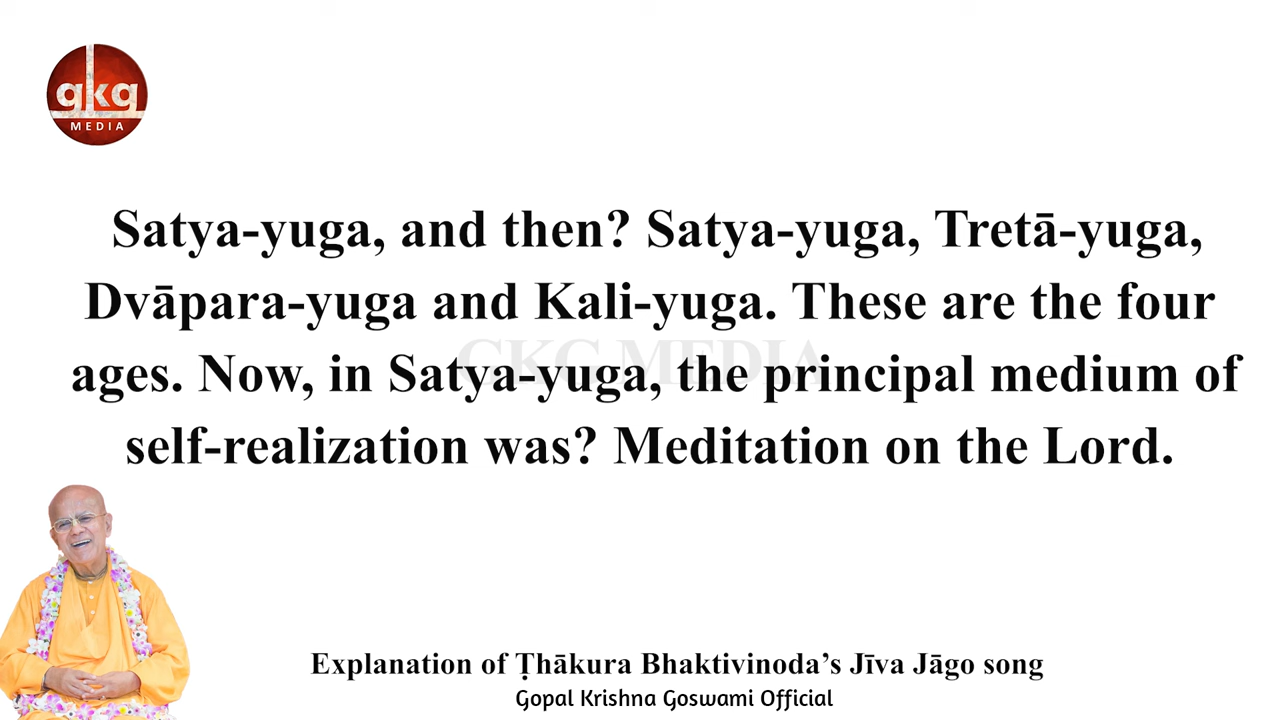 gkg
MEDIA
Satya-yuga, and then? Satya-yuga, Tretā-yuga,
Dvāpara-yuga and Kali-yuga. These are the four
ages. Now, in Satya-yuga, the principal medium of
self-realization was? Meditation on the Lord.
GKG MEDIA
Explanation of Ṭhākura Bhaktivinoda’s Jīva Jāgo song
Gopal Krishna Goswami Official